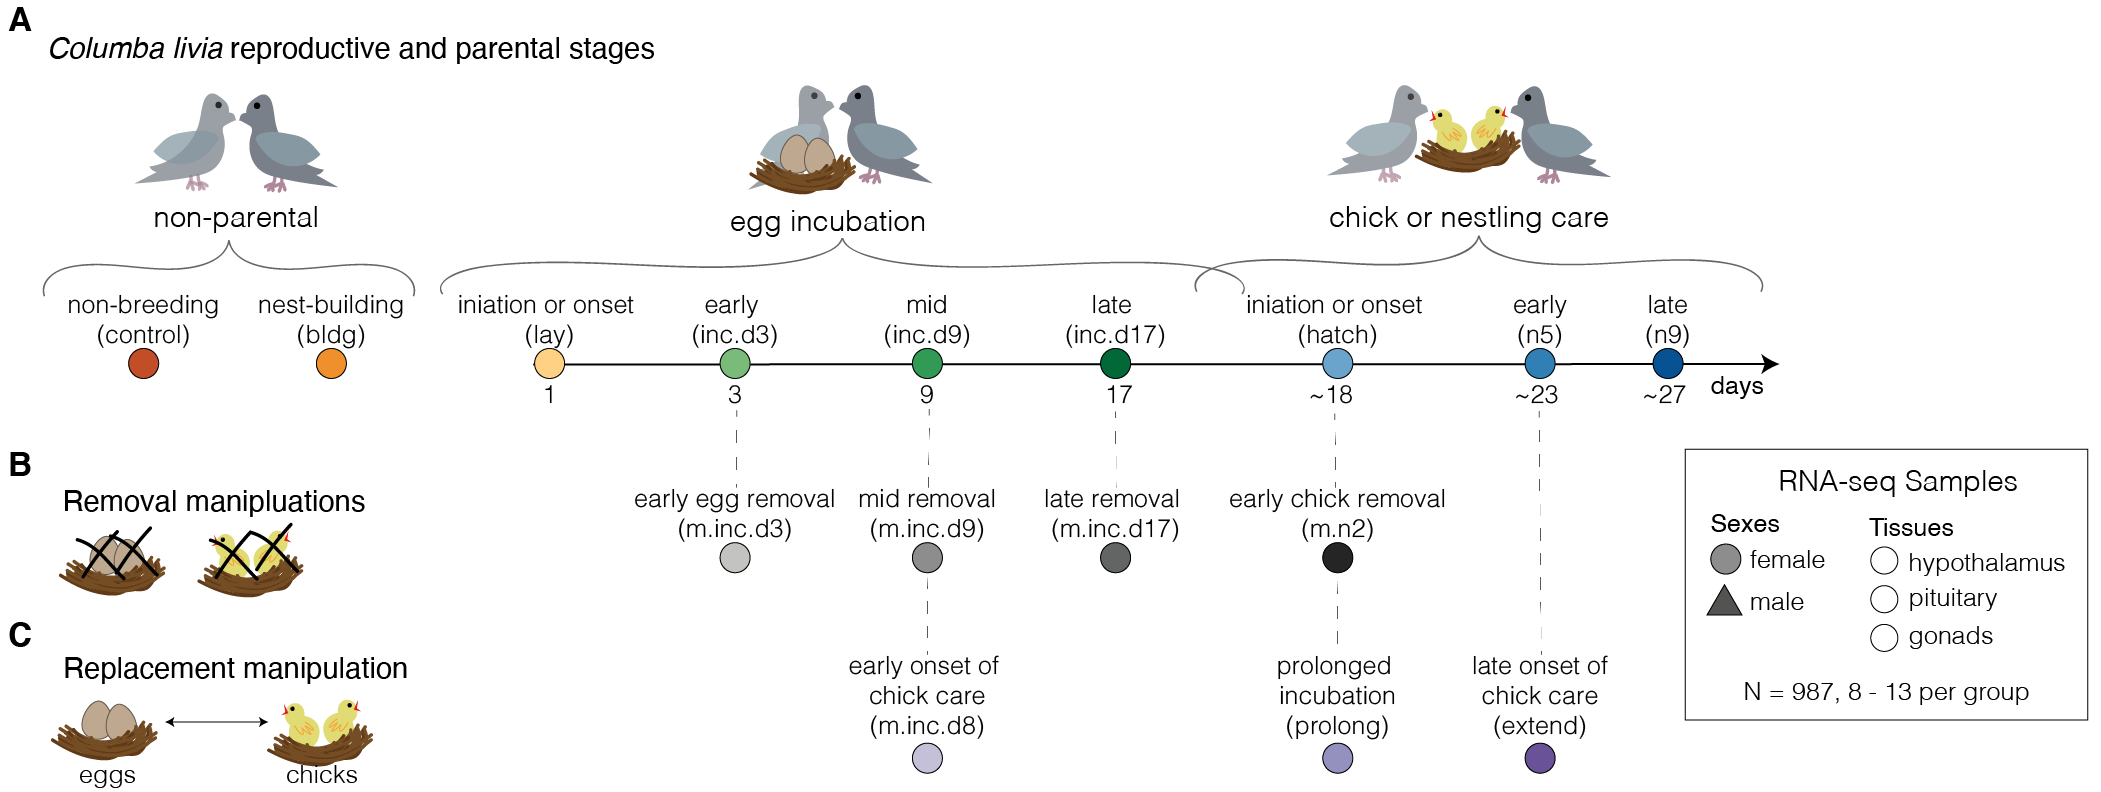 A
Columba livia reproductive and parental stages
non-parental
egg incubation
chick or nestling care
non-breeding
(control)
nest-building
(bldg)
iniation or onset
(lay)
early
(inc.d3)
mid
(inc.d9)
late
(inc.d17)
iniation or onset
(hatch)
early
(n5)
late
(n9)
1
3
9
17
~18
~23
~27
days
B
Removal manipluations
early egg removal
(m.inc.d3)
mid removal
(m.inc.d9)
late removal
(m.inc.d17)
early chick removal
(m.n2)
C
Replacement manipulation
eggs
chicks
early onset of
chick care
(m.inc.d8)
prolonged
incubation
(prolong)
late onset of
chick care
(extend)
RNA-seq Samples
Sexes
female
male
Tissues
hypothalamus
pituitary
gonads
N = 987, 8 - 13 per group